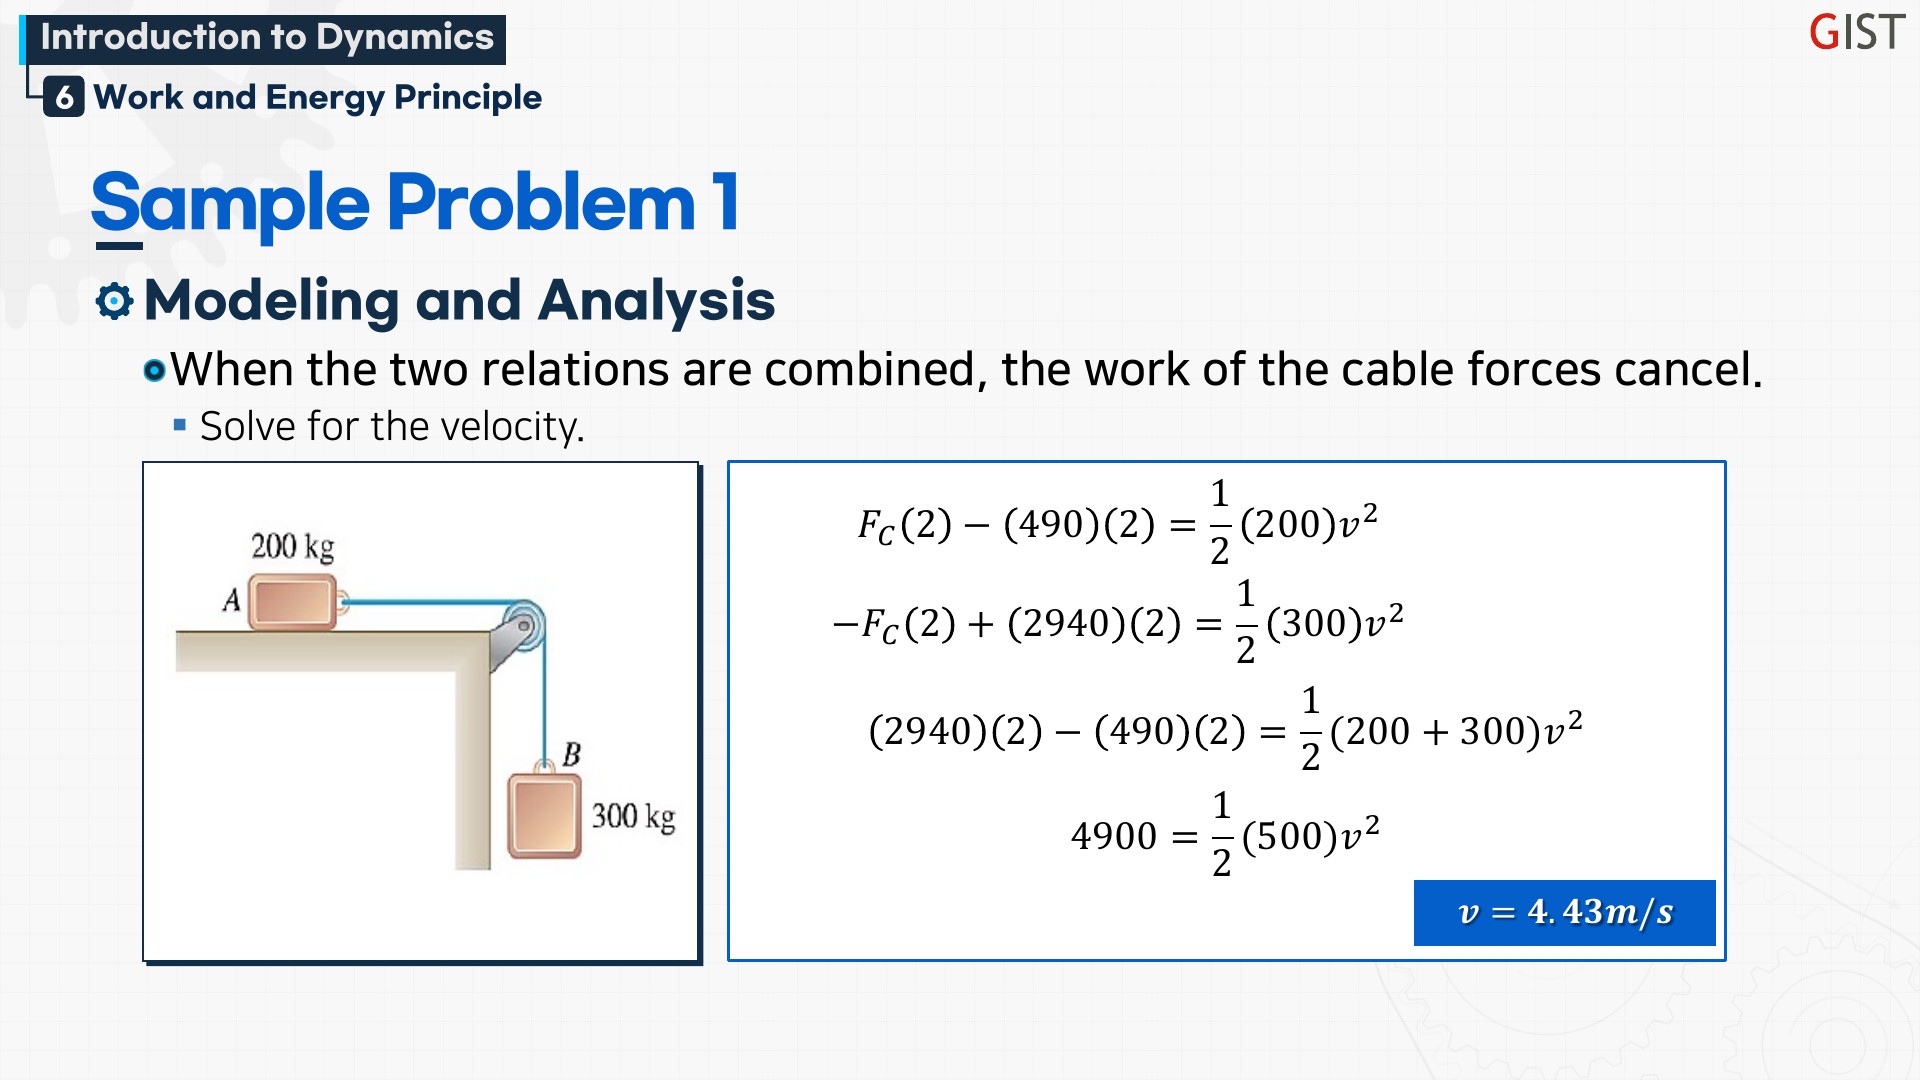 Introduction to Dynamics
GIST
6 Work and Energy Principle
Sample Problem 1
Modeling and Analysis
When the two relations are combined, the work of the cable forces cancel.
Solve for the velocity.
200 kg
A
B
300 kg
F_C(2) − (490)(2) = 1/2 (200)v²
−F_C(2) + (2940)(2) = 1/2 (300)v²
(2940)(2) − (490)(2) = 1/2 (200 + 300)v²
4900 = 1/2 (500)v²
v = 4.43m/s